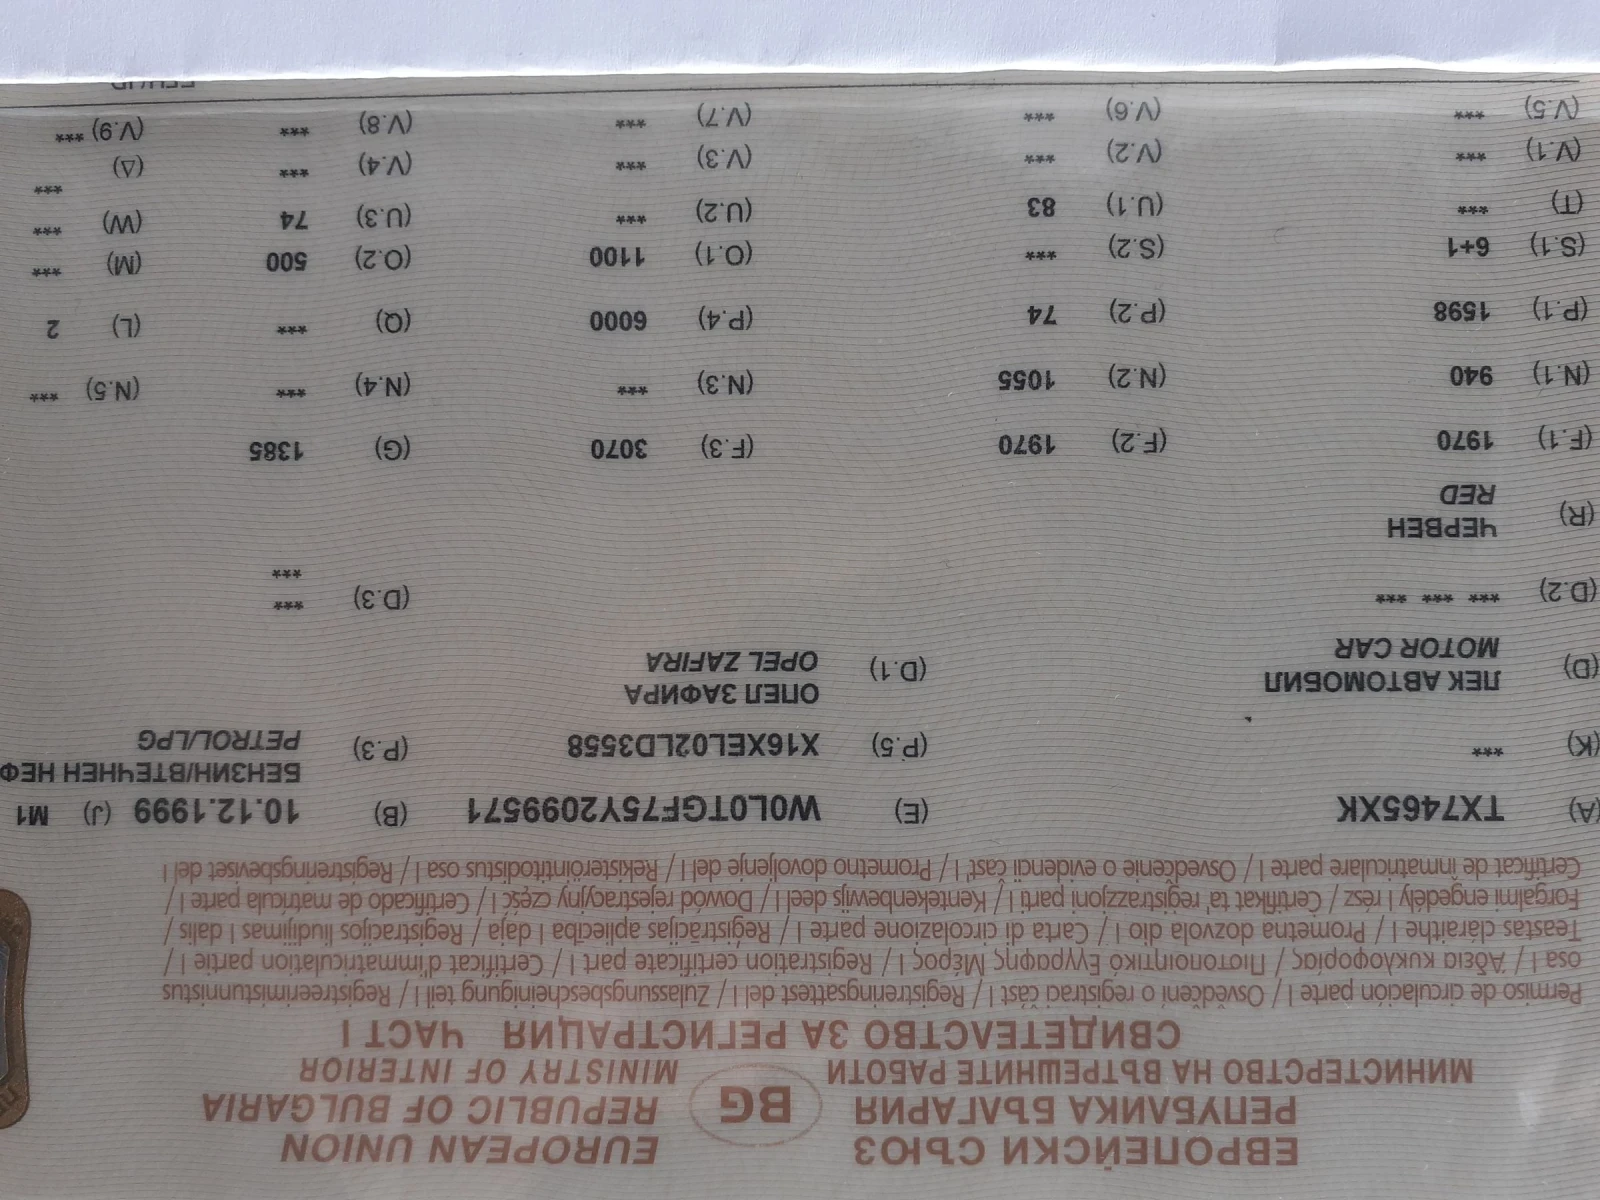 ЕВРОПЕЙСКИ СЪЮЗ EUROPEAN UNION
РЕПУБЛИКА БЪЛГАРИЯ BG REPUBLIC OF BULGARIA
МИНИСТЕРСТВО НА ВЪТРЕШНИТЕ РАБОТИ MINISTRY OF INTERIOR
СВИДЕТЕЛСТВО ЗА РЕГИСТРАЦИЯ ЧАСТ I
Permiso de circulación parte I / Osvědčení o registraci část I / Registreringsattest del I / Zulassungsbescheinigung teil I / Registreerimistunnistus
osa I / Άδεια κυκλοφορίας / Πιστοποιητικό Εγγραφής Μέρος I / Registration certificate part I / Certificat d'immatriculation partie I /
Teastas cláraithe I / Prometna dozvola dio I / Carta di circolazione parte I / Reģistrācijas apliecība I daļa / Registracijos liudijimas I dalis /
Forgalmi engedély I rész / Ċertifikat ta' reġistrazzjoni parti I / Kentekenbewijs deel I / Dowód rejestracyjny część I / Certificado de matrícula parte I /
Certificat de inmatriculare parte I / Osvedčenie o evidencii časť I / Prometno dovoljenje del I / Rekisteröintitodistus osa I / Registreringsbeviset del I
(A) TX7465XK (E) W0L0TGF75Y2099571 (B) 10.12.1999 (J) M1
БЕНЗИН/ВТЕЧНЕН НЕФ
(K) *** (P.5) X16XEL02LD3558 (P.3) PETROL/LPG
(D) ЛЕК АВТОМОБИЛ (D.1) ОПЕЛ ЗАФИРА
MOTOR CAR OPEL ZAFIRA
(D.2) *** *** *** (D.3) ***
***
(R) ЧЕРВЕН
RED
(F.1) 1970 (F.2) 1970 (F.3) 3070 (G) 1385
(N.1) 940 (N.2) 1055 (N.3) *** (N.4) *** (N.5) ***
(P.1) 1598 (P.2) 74 (P.4) 6000 (Q) *** (L) 2
(S.1) 6+1 (S.2) *** (O.1) 1100 (O.2) 500 (M) ***
(T) *** (U.1) 83 (U.2) *** (U.3) 74 (W) ***
(V.1) *** (V.2) *** (V.3) *** (V.4) *** (Δ) ***
(V.5) *** (V.6) *** (V.7) *** (V.8) *** (V.9) ***